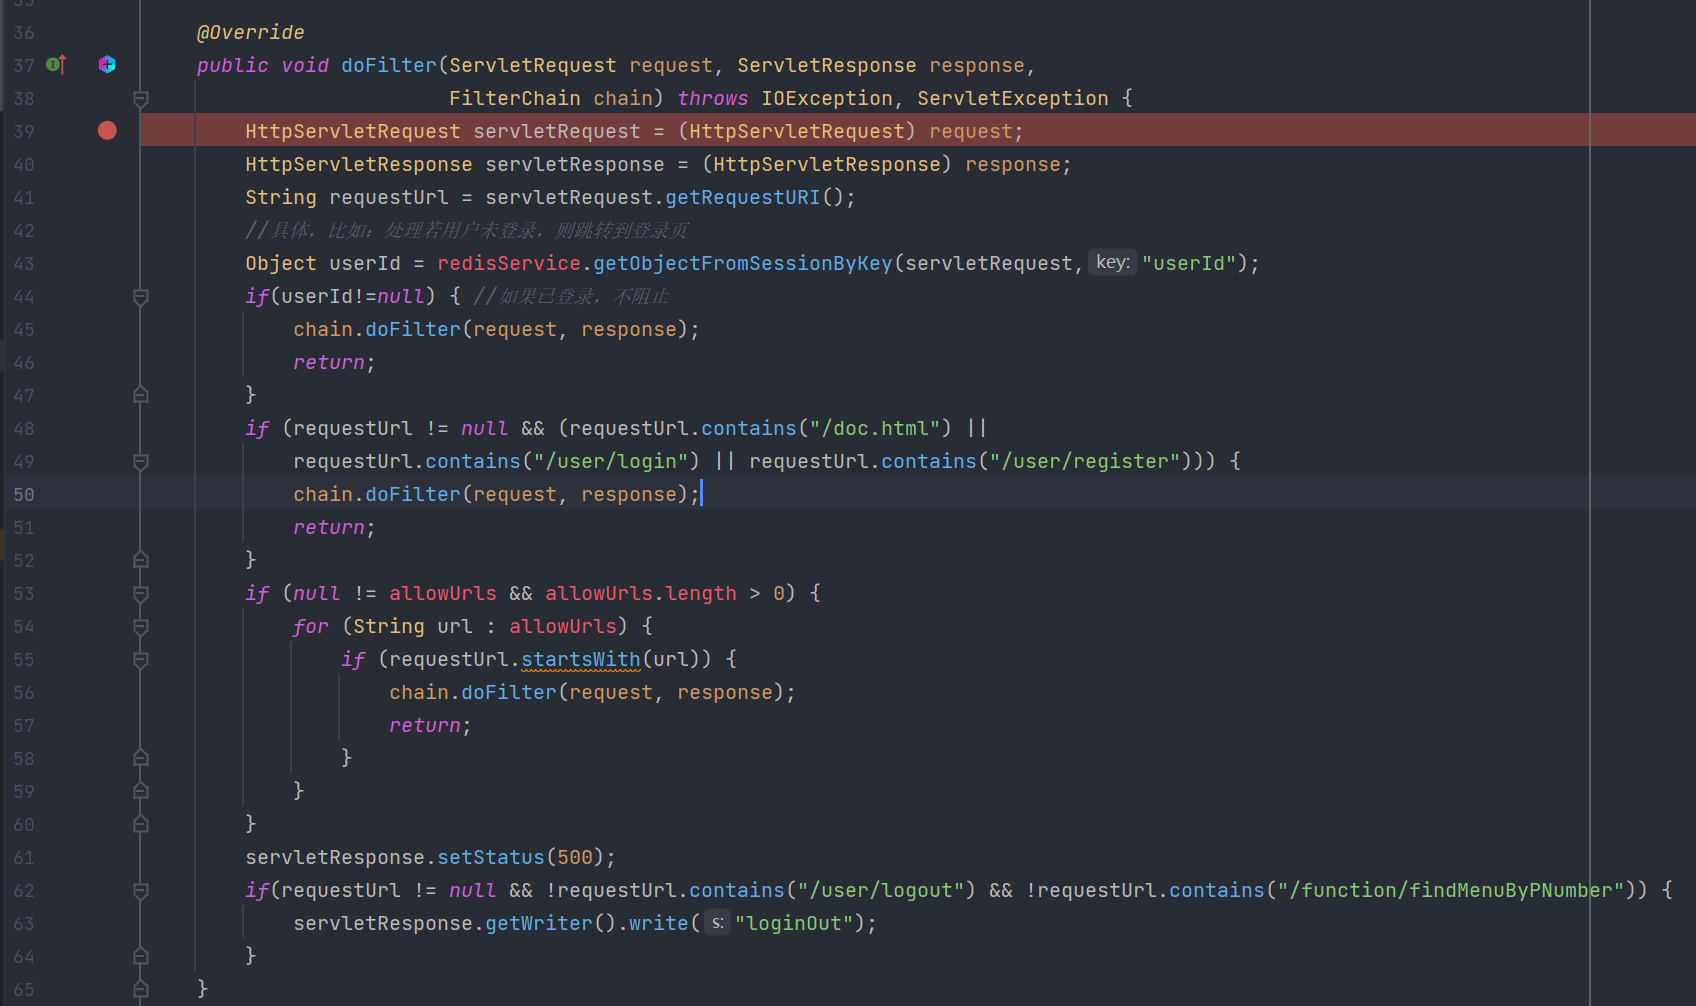 36 @Override
37 public void doFilter(ServletRequest request, ServletResponse response,
38 FilterChain chain) throws IOException, ServletException {
39 HttpServletRequest servletRequest = (HttpServletRequest) request;
40 HttpServletResponse servletResponse = (HttpServletResponse) response;
41 String requestUrl = servletRequest.getRequestURI();
42 //具体，比如：处理若用户未登录，则跳转到登录页
43 Object userId = redisService.getObjectFromSessionByKey(servletRequest, key: "userId");
44 if(userId!=null) { //如果已登录，不阻止
45 chain.doFilter(request, response);
46 return;
47 }
48 if (requestUrl != null && (requestUrl.contains("/doc.html") ||
49 requestUrl.contains("/user/login") || requestUrl.contains("/user/register"))) {
50 chain.doFilter(request, response);
51 return;
52 }
53 if (null != allowUrls && allowUrls.length > 0) {
54 for (String url : allowUrls) {
55 if (requestUrl.startsWith(url)) {
56 chain.doFilter(request, response);
57 return;
58 }
59 }
60 }
61 servletResponse.setStatus(500);
62 if(requestUrl != null && !requestUrl.contains("/user/logout") && !requestUrl.contains("/function/findMenuByPNumber")) {
63 servletResponse.getWriter().write( s: "loginOut");
64 }
65 }